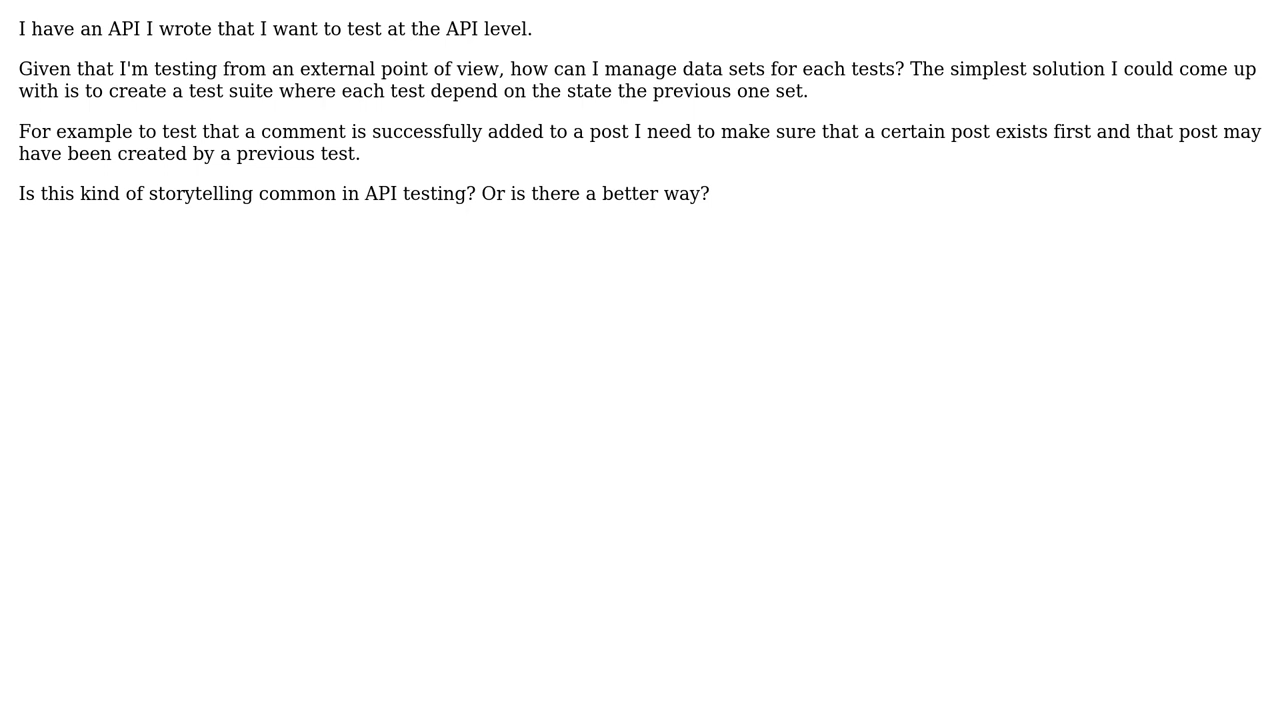 I have an API I wrote that I want to test at the API level.
Given that I'm testing from an external point of view, how can I manage data sets for each tests? The simplest solution I could come up
with is to create a test suite where each test depend on the state the previous one set.
For example to test that a comment is successfully added to a post I need to make sure that a certain post exists first and that post may
have been created by a previous test.
Is this kind of storytelling common in API testing? Or is there a better way?